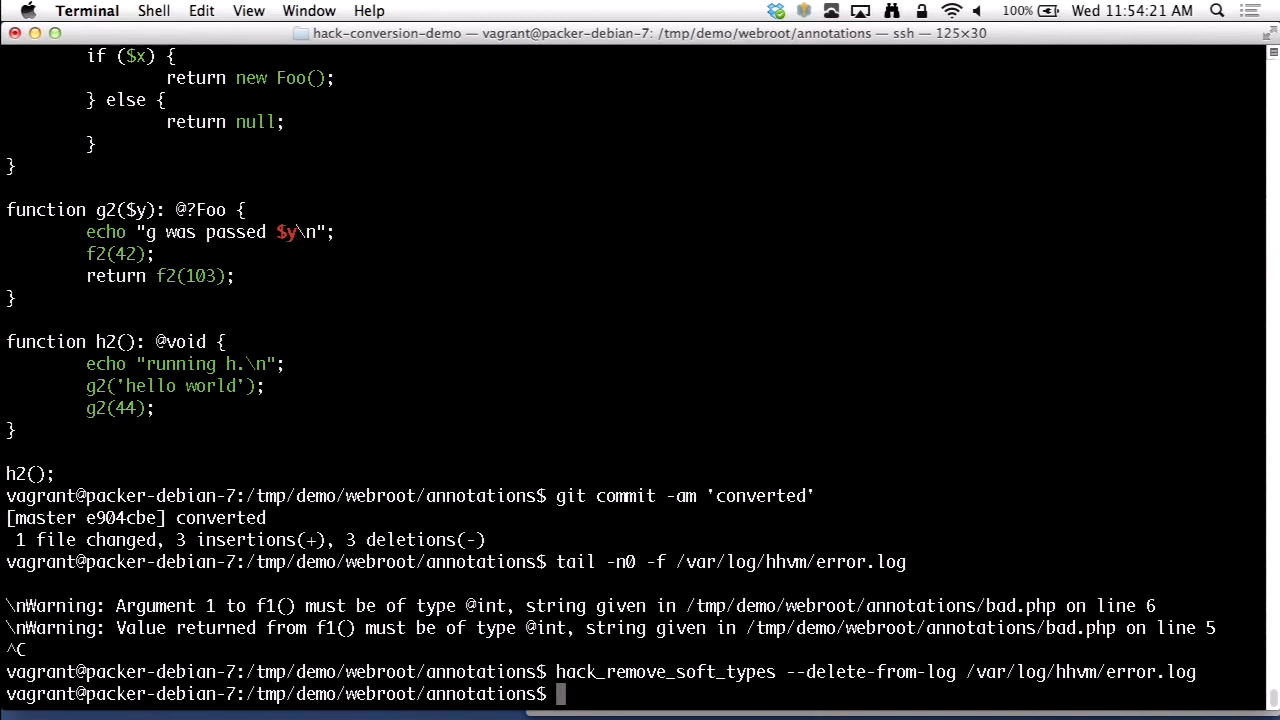 Terminal Shell Edit View Window Help 100% Wed 11:54:21 AM
hack-conversion-demo — vagrant@packer-debian-7: /tmp/demo/webroot/annotations — ssh — 125×30
if ($x) {
return new Foo();
} else {
return null;
}
}
function g2($y): @?Foo {
echo "g was passed $y\n";
f2(42);
return f2(103);
}
function h2(): @void {
echo "running h.\n";
g2('hello world');
g2(44);
}
h2();
vagrant@packer-debian-7:/tmp/demo/webroot/annotations$ git commit -am 'converted'
[master e904cbe] converted
1 file changed, 3 insertions(+), 3 deletions(-)
vagrant@packer-debian-7:/tmp/demo/webroot/annotations$ tail -n0 -f /var/log/hhvm/error.log
\nWarning: Argument 1 to f1() must be of type @int, string given in /tmp/demo/webroot/annotations/bad.php on line 6
\nWarning: Value returned from f1() must be of type @int, string given in /tmp/demo/webroot/annotations/bad.php on line 5
^C
vagrant@packer-debian-7:/tmp/demo/webroot/annotations$ hack_remove_soft_types --delete-from-log /var/log/hhvm/error.log
vagrant@packer-debian-7:/tmp/demo/webroot/annotations$